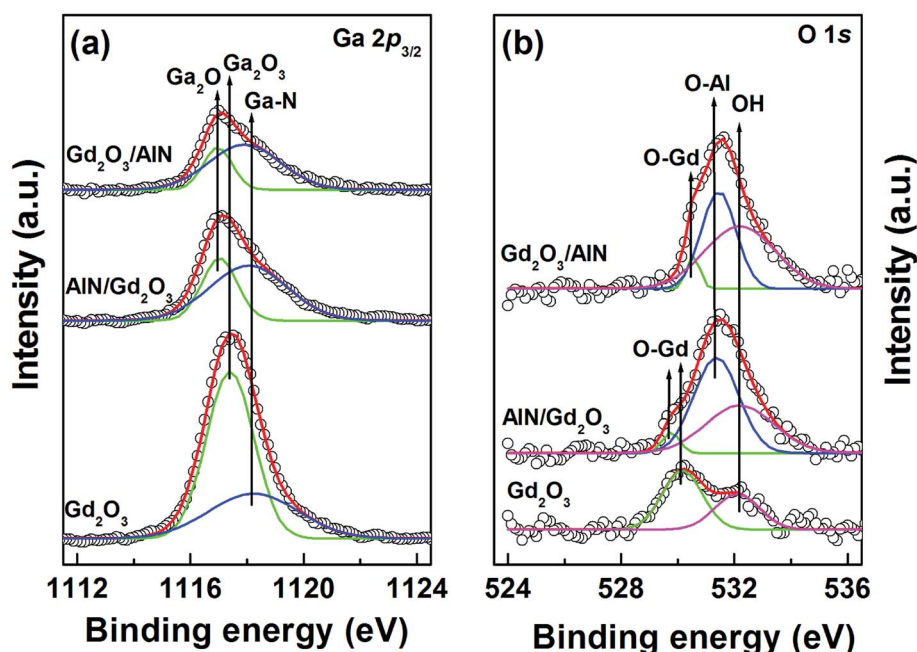 (a)
Ga 2p3/2
Ga2O
Ga2O3
Ga-N
Gd2O3/AlN
AlN/Gd2O3
Gd2O3
Intensity (a.u.)
1112
1116
1120
1124
Binding energy (eV)
(b)
O 1s
O-Al
OH
O-Gd
Gd2O3/AlN
O-Gd
AlN/Gd2O3
Gd2O3
Intensity (a.u.)
524
528
532
536
Binding energy (eV)
Intensity (a.u.)